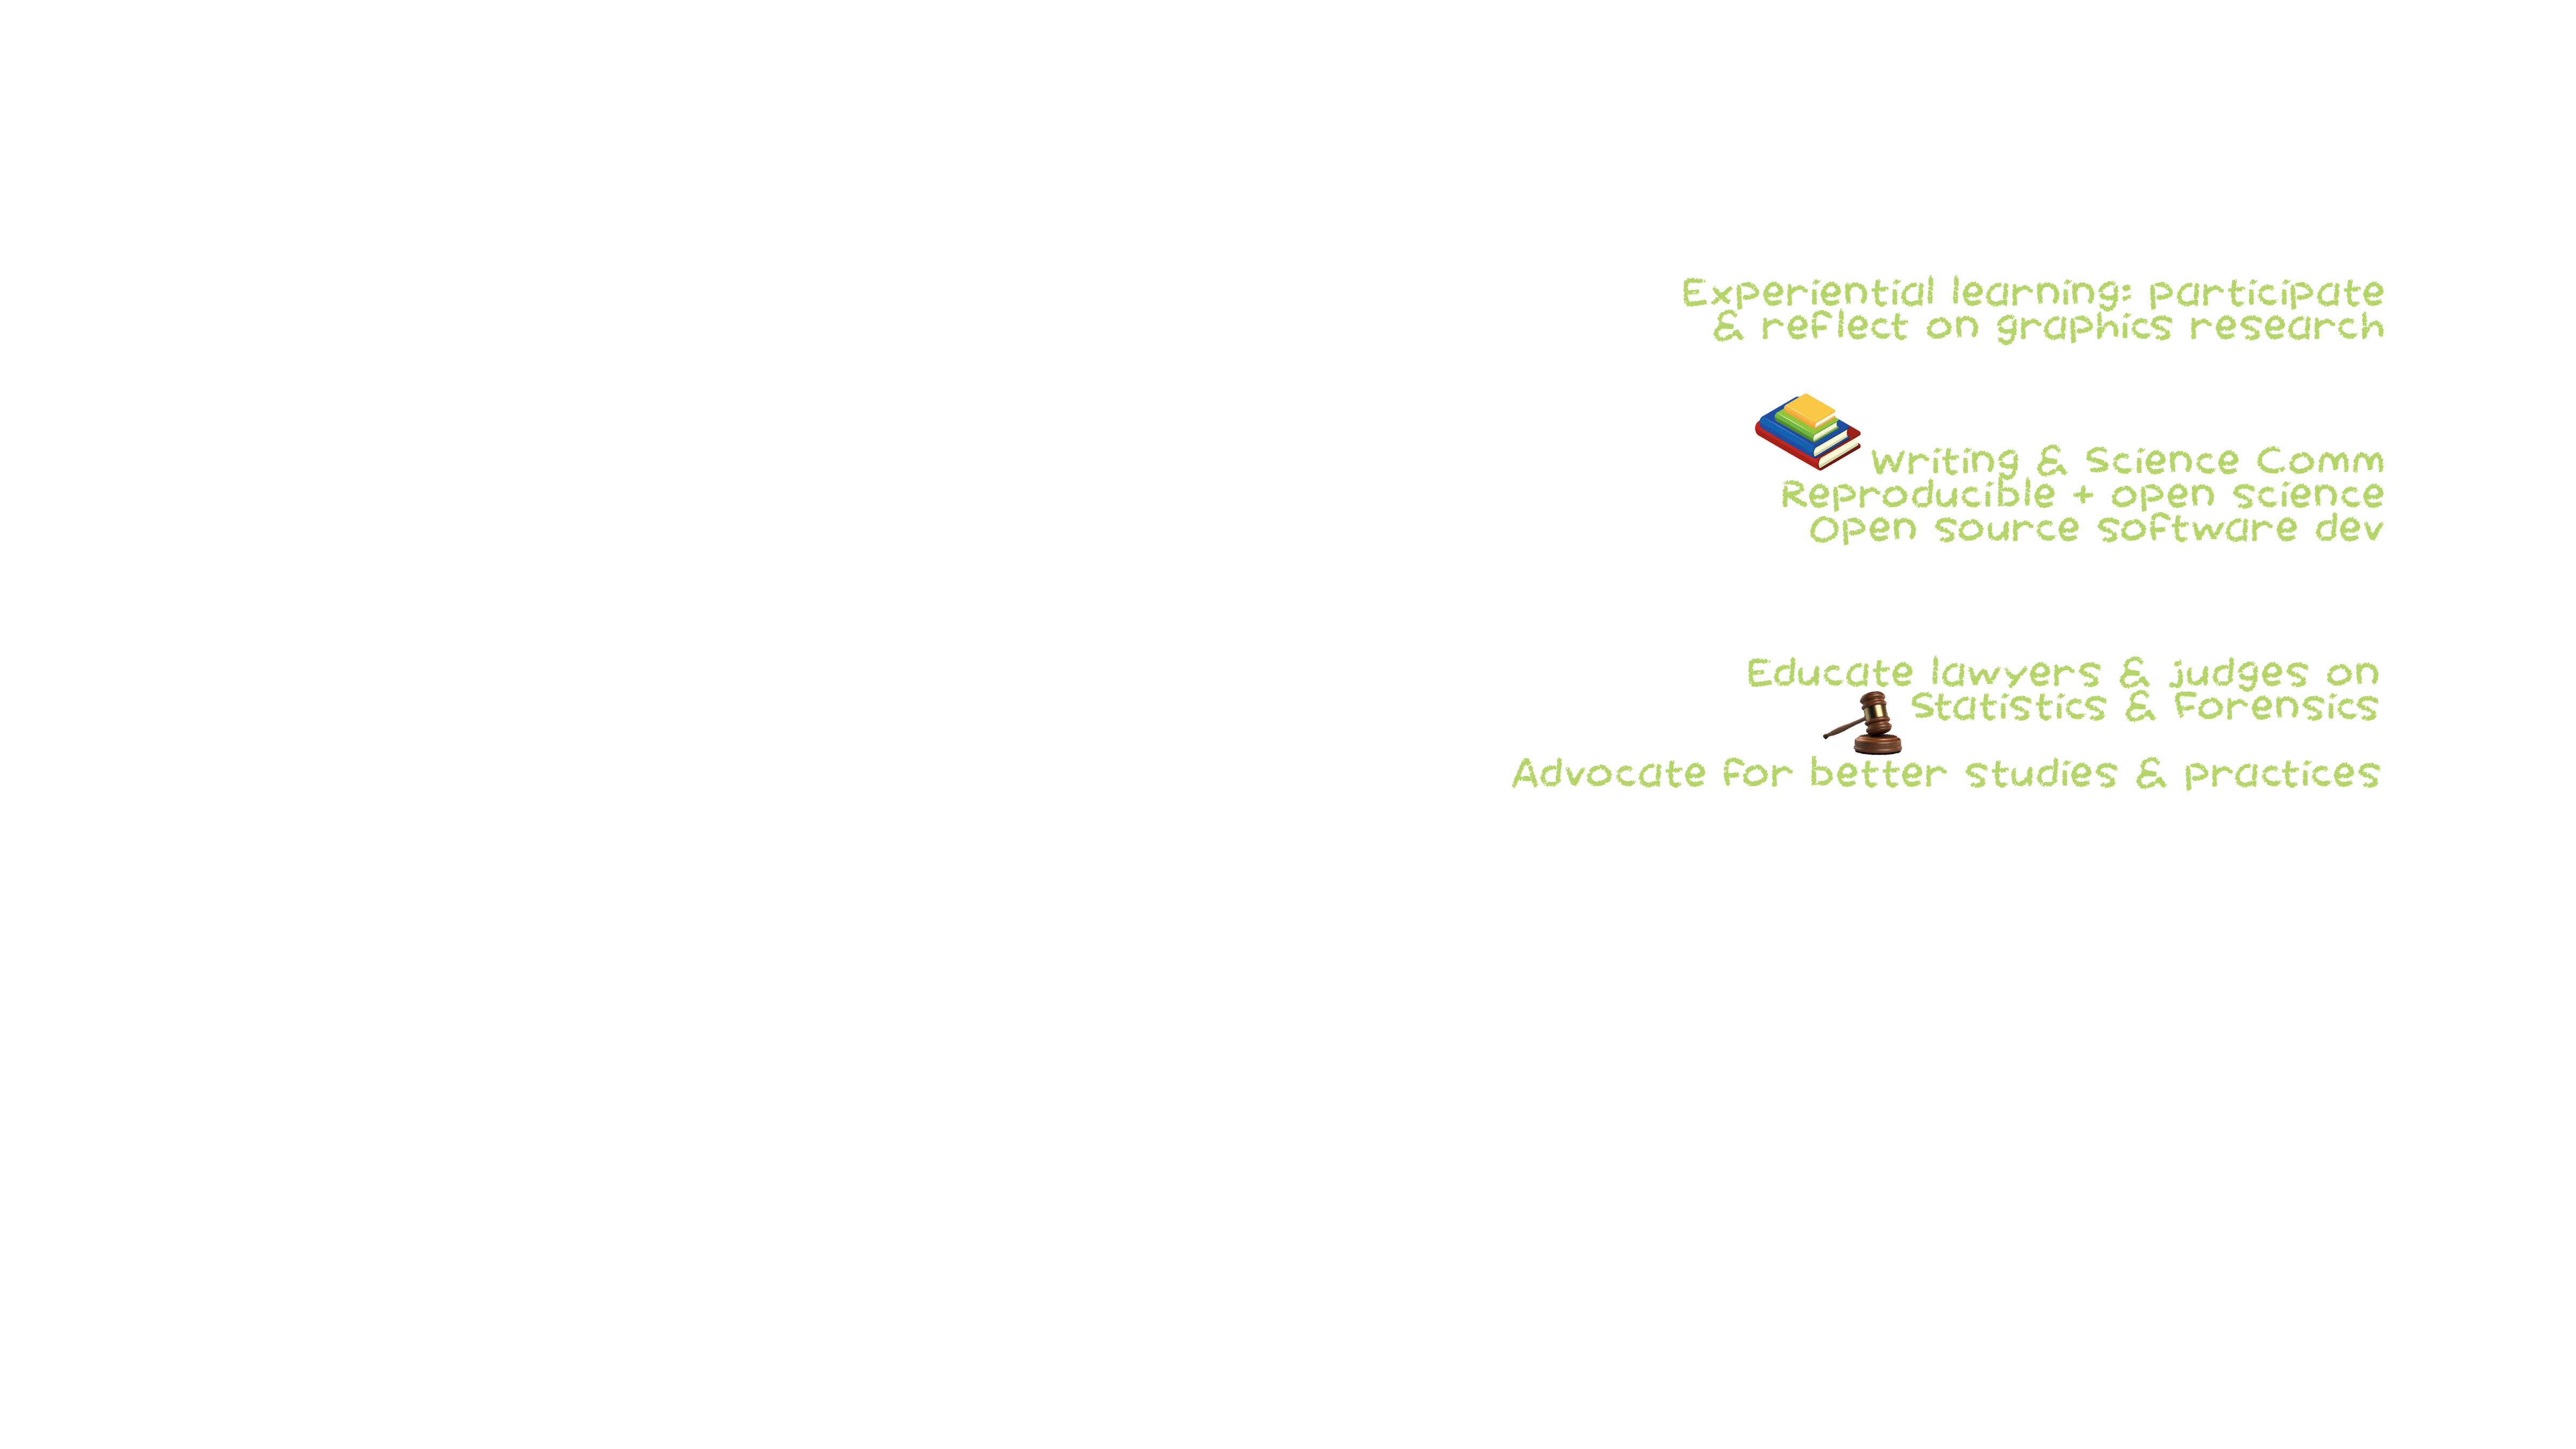 Experiential learning: participate
& reflect on graphics research
Writing & Science Comm
Reproducible + open science
Open source software dev
Educate lawyers & judges on
Statistics & Forensics
Advocate for better studies & practices